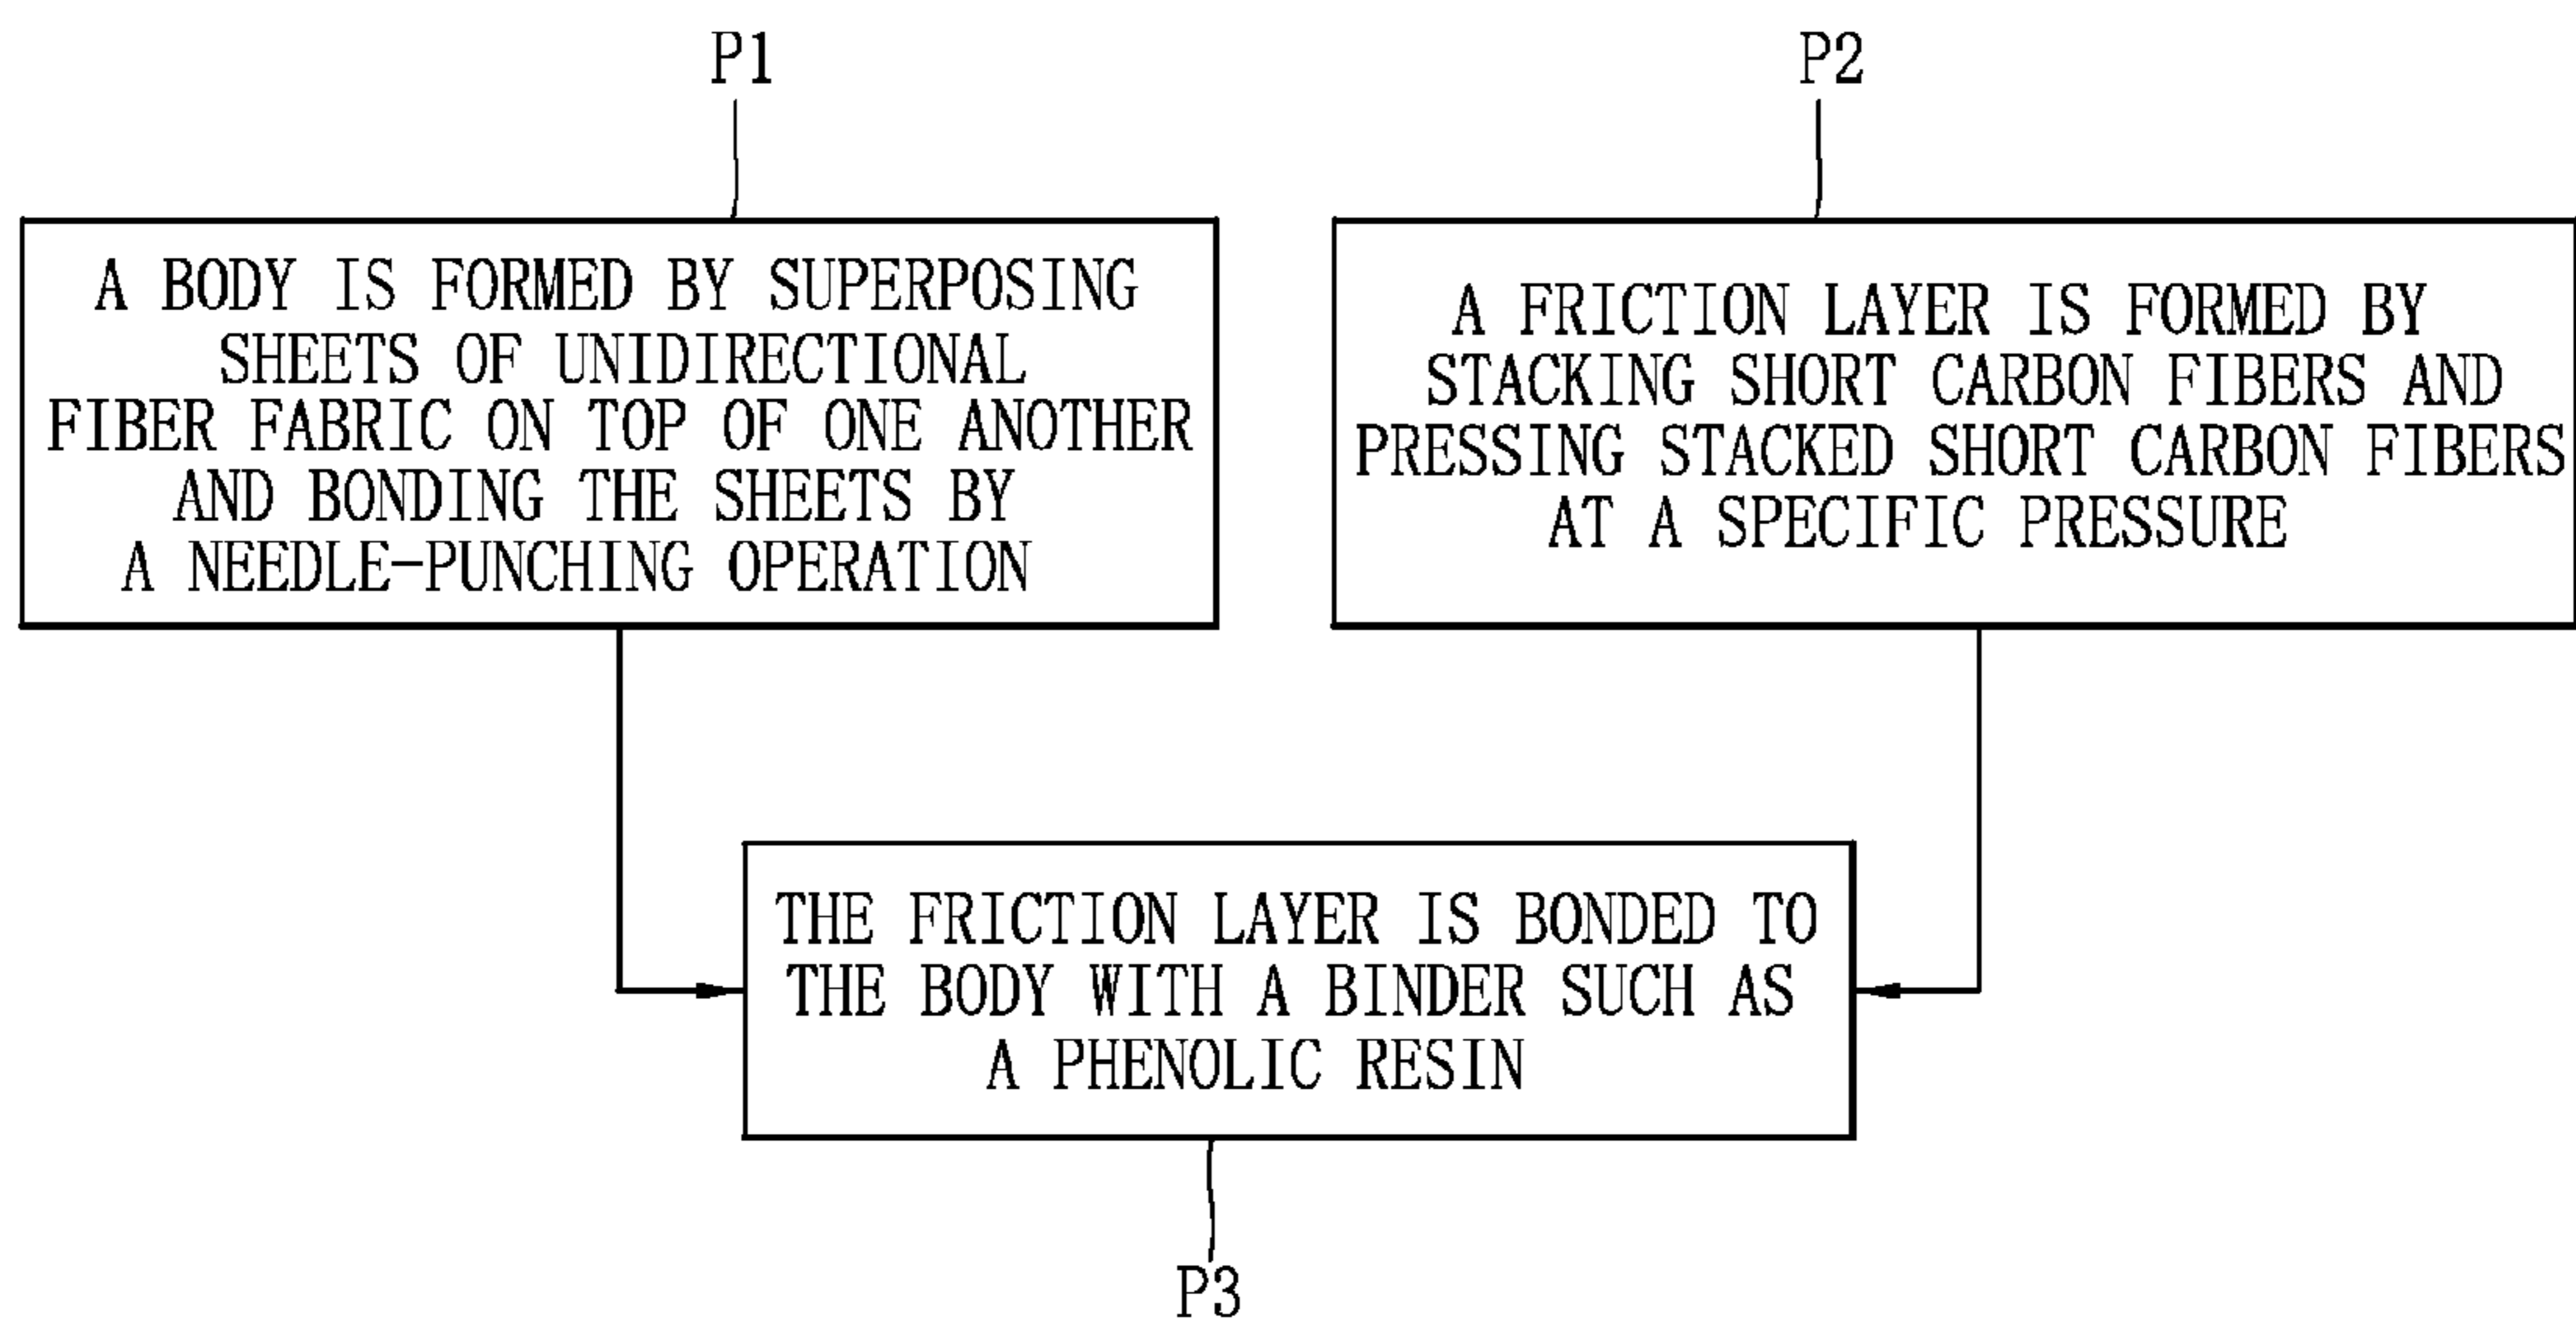 P1
A BODY IS FORMED BY SUPERPOSING
SHEETS OF UNIDIRECTIONAL
FIBER FABRIC ON TOP OF ONE ANOTHER
AND BONDING THE SHEETS BY
A NEEDLE-PUNCHING OPERATION
P2
A FRICTION LAYER IS FORMED BY
STACKING SHORT CARBON FIBERS AND
PRESSING STACKED SHORT CARBON FIBERS
AT A SPECIFIC PRESSURE
THE FRICTION LAYER IS BONDED TO
THE BODY WITH A BINDER SUCH AS
A PHENOLIC RESIN
P3